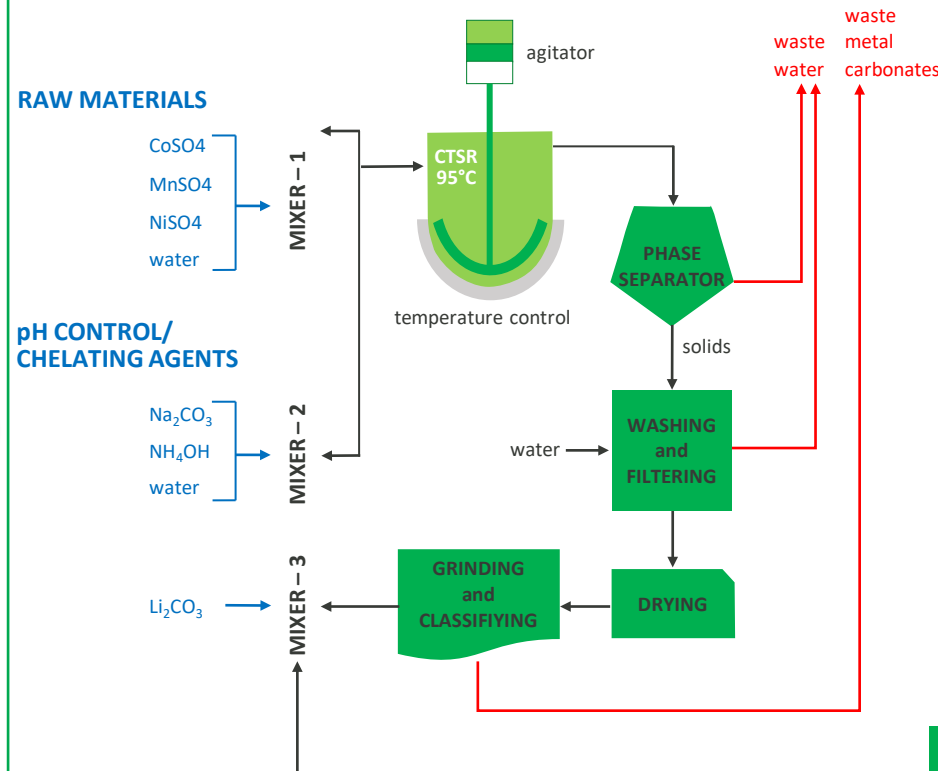 waste
waste metal
water carbonates
agitator
RAW MATERIALS
CoSO4
MnSO4
NiSO4
water
MIXER – 1
CTSR
95°C
temperature control
PHASE
SEPARATOR
solids
pH CONTROL/
CHELATING AGENTS
Na₂CO₃
NH₄OH
water
MIXER – 2
water
WASHING
and
FILTERING
Li₂CO₃
MIXER – 3
GRINDING
and
CLASSIFIYING
DRYING